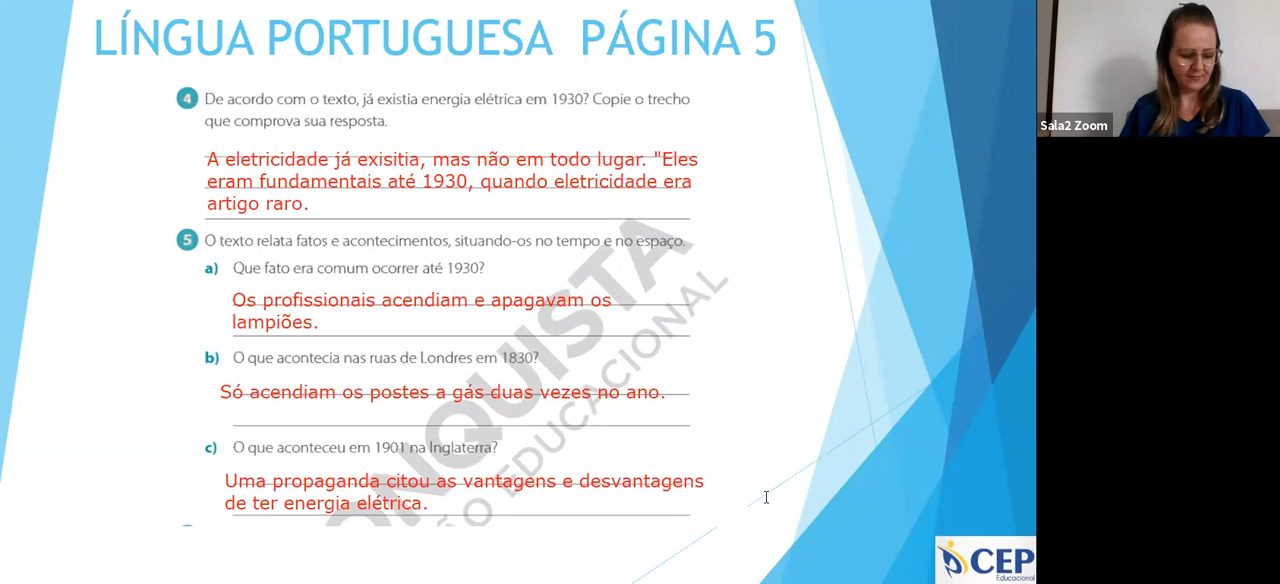 LÍNGUA PORTUGUESA PÁGINA 5
4 De acordo com o texto, já existia energia elétrica em 1930? Copie o trecho
que comprova sua resposta.
A eletricidade já exisitia, mas não em todo lugar. "Eles
eram fundamentais até 1930, quando eletricidade era
artigo raro.
5 O texto relata fatos e acontecimentos, situando-os no tempo e no espaço.
a) Que fato era comum ocorrer até 1930?
Os profissionais acendiam e apagavam os
lampiões.
b) O que acontecia nas ruas de Londres em 1830?
Só acendiam os postes a gás duas vezes no ano.
c) O que aconteceu em 1901 na Inglaterra?
Uma propaganda citou as vantagens e desvantagens
de ter energia elétrica.
ONQUISTA
ÃO EDUCACIONAL
Sala2 Zoom
CEP
Educacional